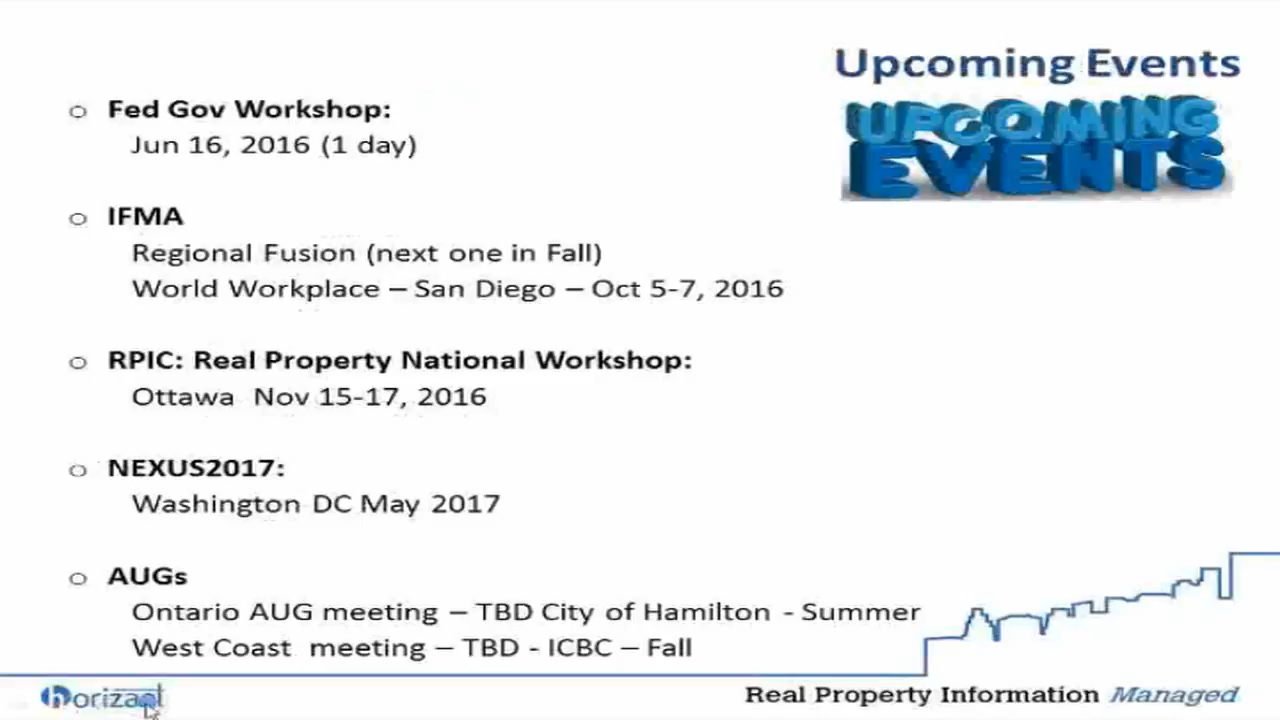 Upcoming Events
UPCOMING
EVENTS
Fed Gov Workshop:
Jun 16, 2016 (1 day)
IFMA
Regional Fusion (next one in Fall)
World Workplace – San Diego – Oct 5-7, 2016
RPIC: Real Property National Workshop:
Ottawa Nov 15-17, 2016
NEXUS2017:
Washington DC May 2017
AUGs
Ontario AUG meeting – TBD City of Hamilton - Summer
West Coast meeting – TBD - ICBC – Fall
Real Property Information Managed